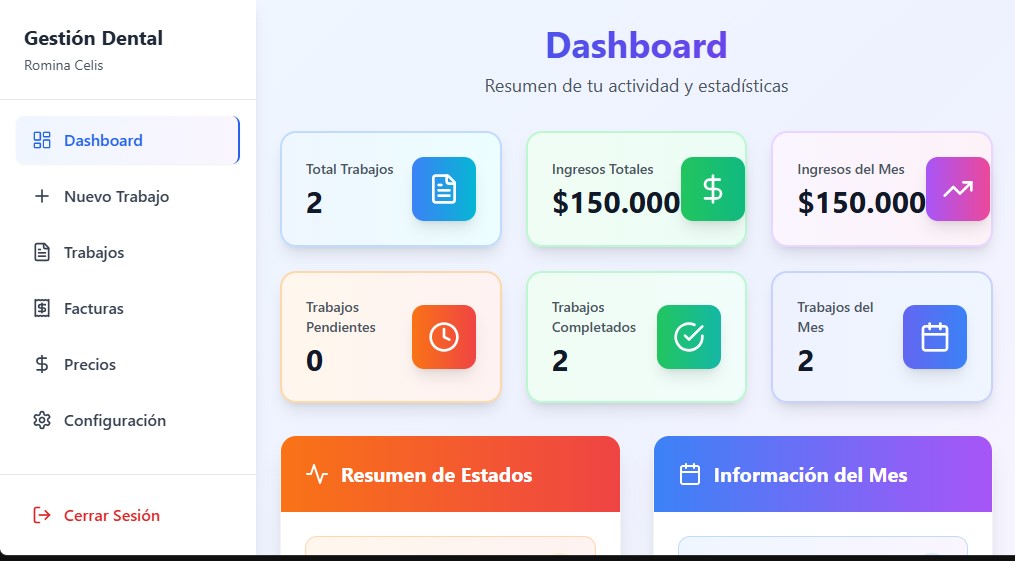 Gestión Dental
Romina Celis
Dashboard
Nuevo Trabajo
Trabajos
Facturas
Precios
Configuración
Cerrar Sesión
Dashboard
Resumen de tu actividad y estadísticas
Total Trabajos
2
Ingresos Totales
$150.000
Ingresos del Mes
$150.000
Trabajos
Pendientes
0
Trabajos
Completados
2
Trabajos del
Mes
2
Resumen de Estados
Información del Mes